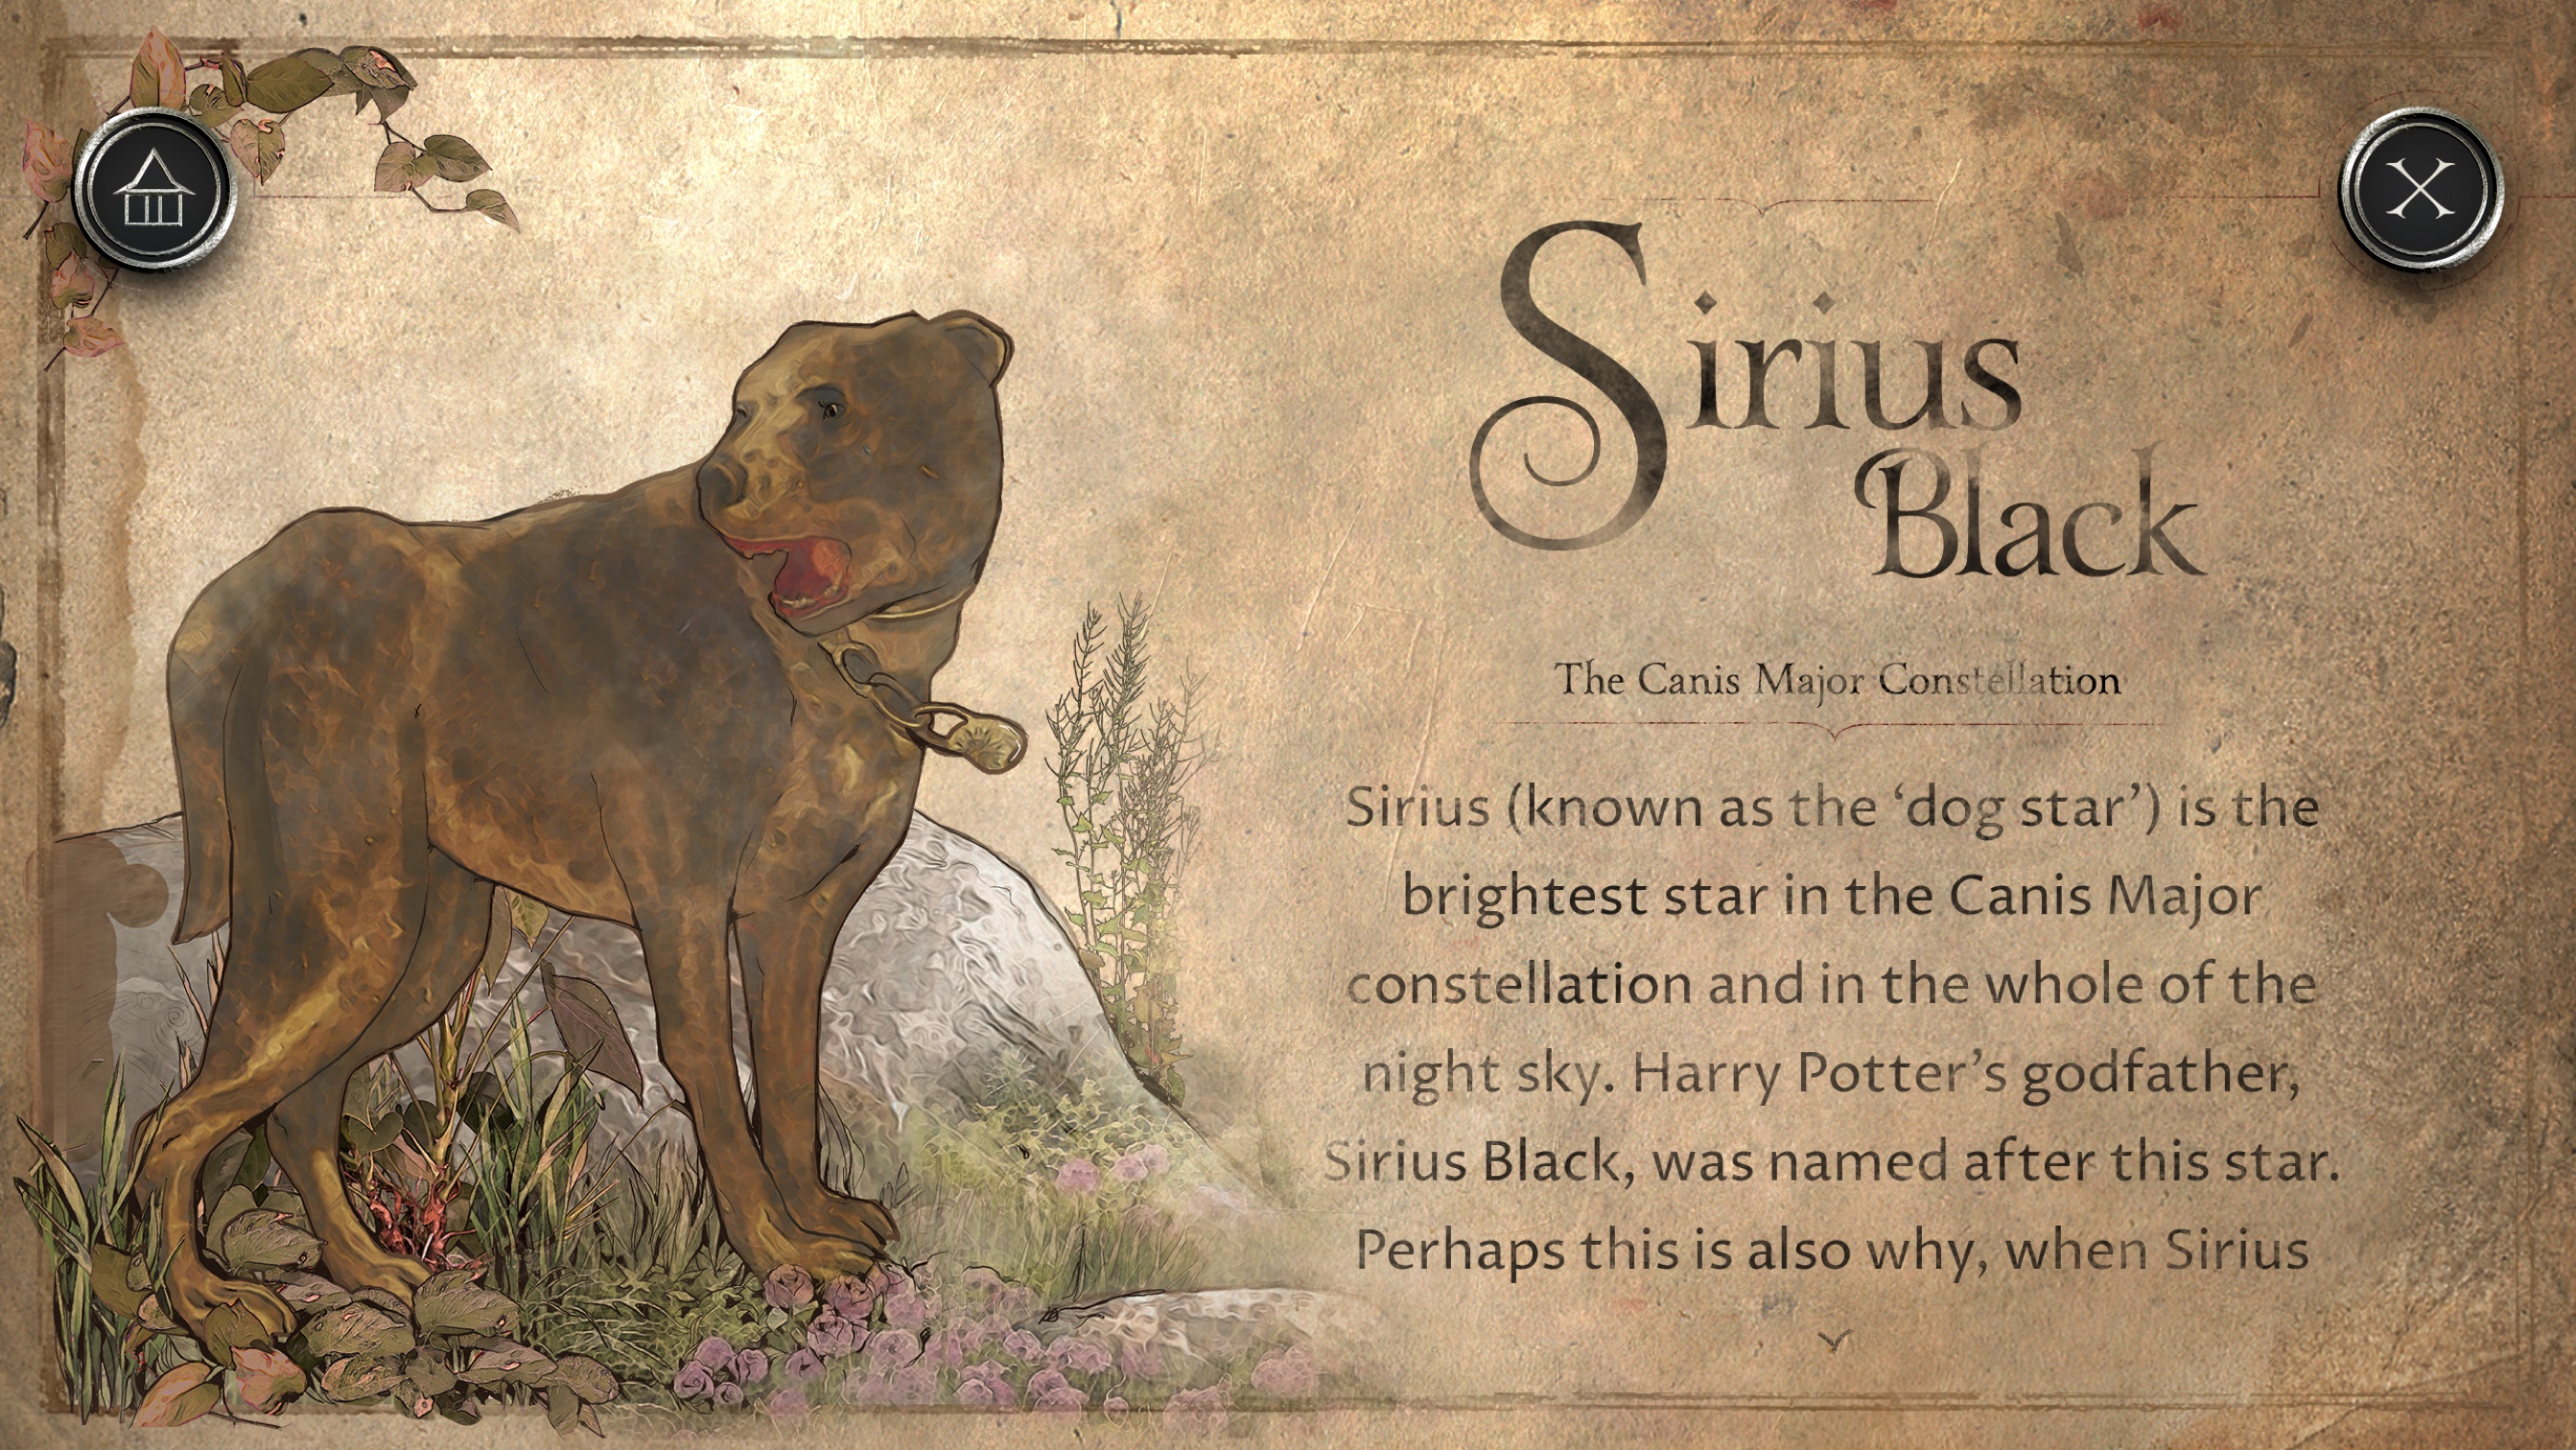 Sirius
Black
The Canis Major Constellation
Sirius (known as the ‘dog star’) is the
brightest star in the Canis Major
constellation and in the whole of the
night sky. Harry Potter’s godfather,
Sirius Black, was named after this star.
Perhaps this is also why, when Sirius